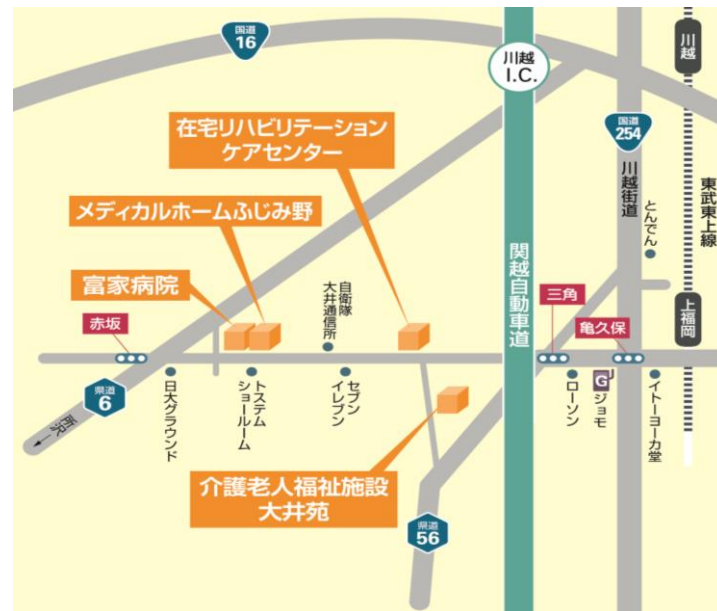 国道
16
川越
I.C.
川越
国道
254
在宅リハビリテーション
ケアセンター
川越街道
東武東上線
とんでん
メディカルホームふじみ野
富家病院
自衛隊
大井通信所
関越自動車道
三角
亀久保
上福岡
赤坂
県道
6
所沢
日大グラウンド
トステム
ショールーム
セブン
イレブン
ローソン
G
ジョモ
イトーヨーカ堂
介護老人福祉施設
大井苑
県道
56